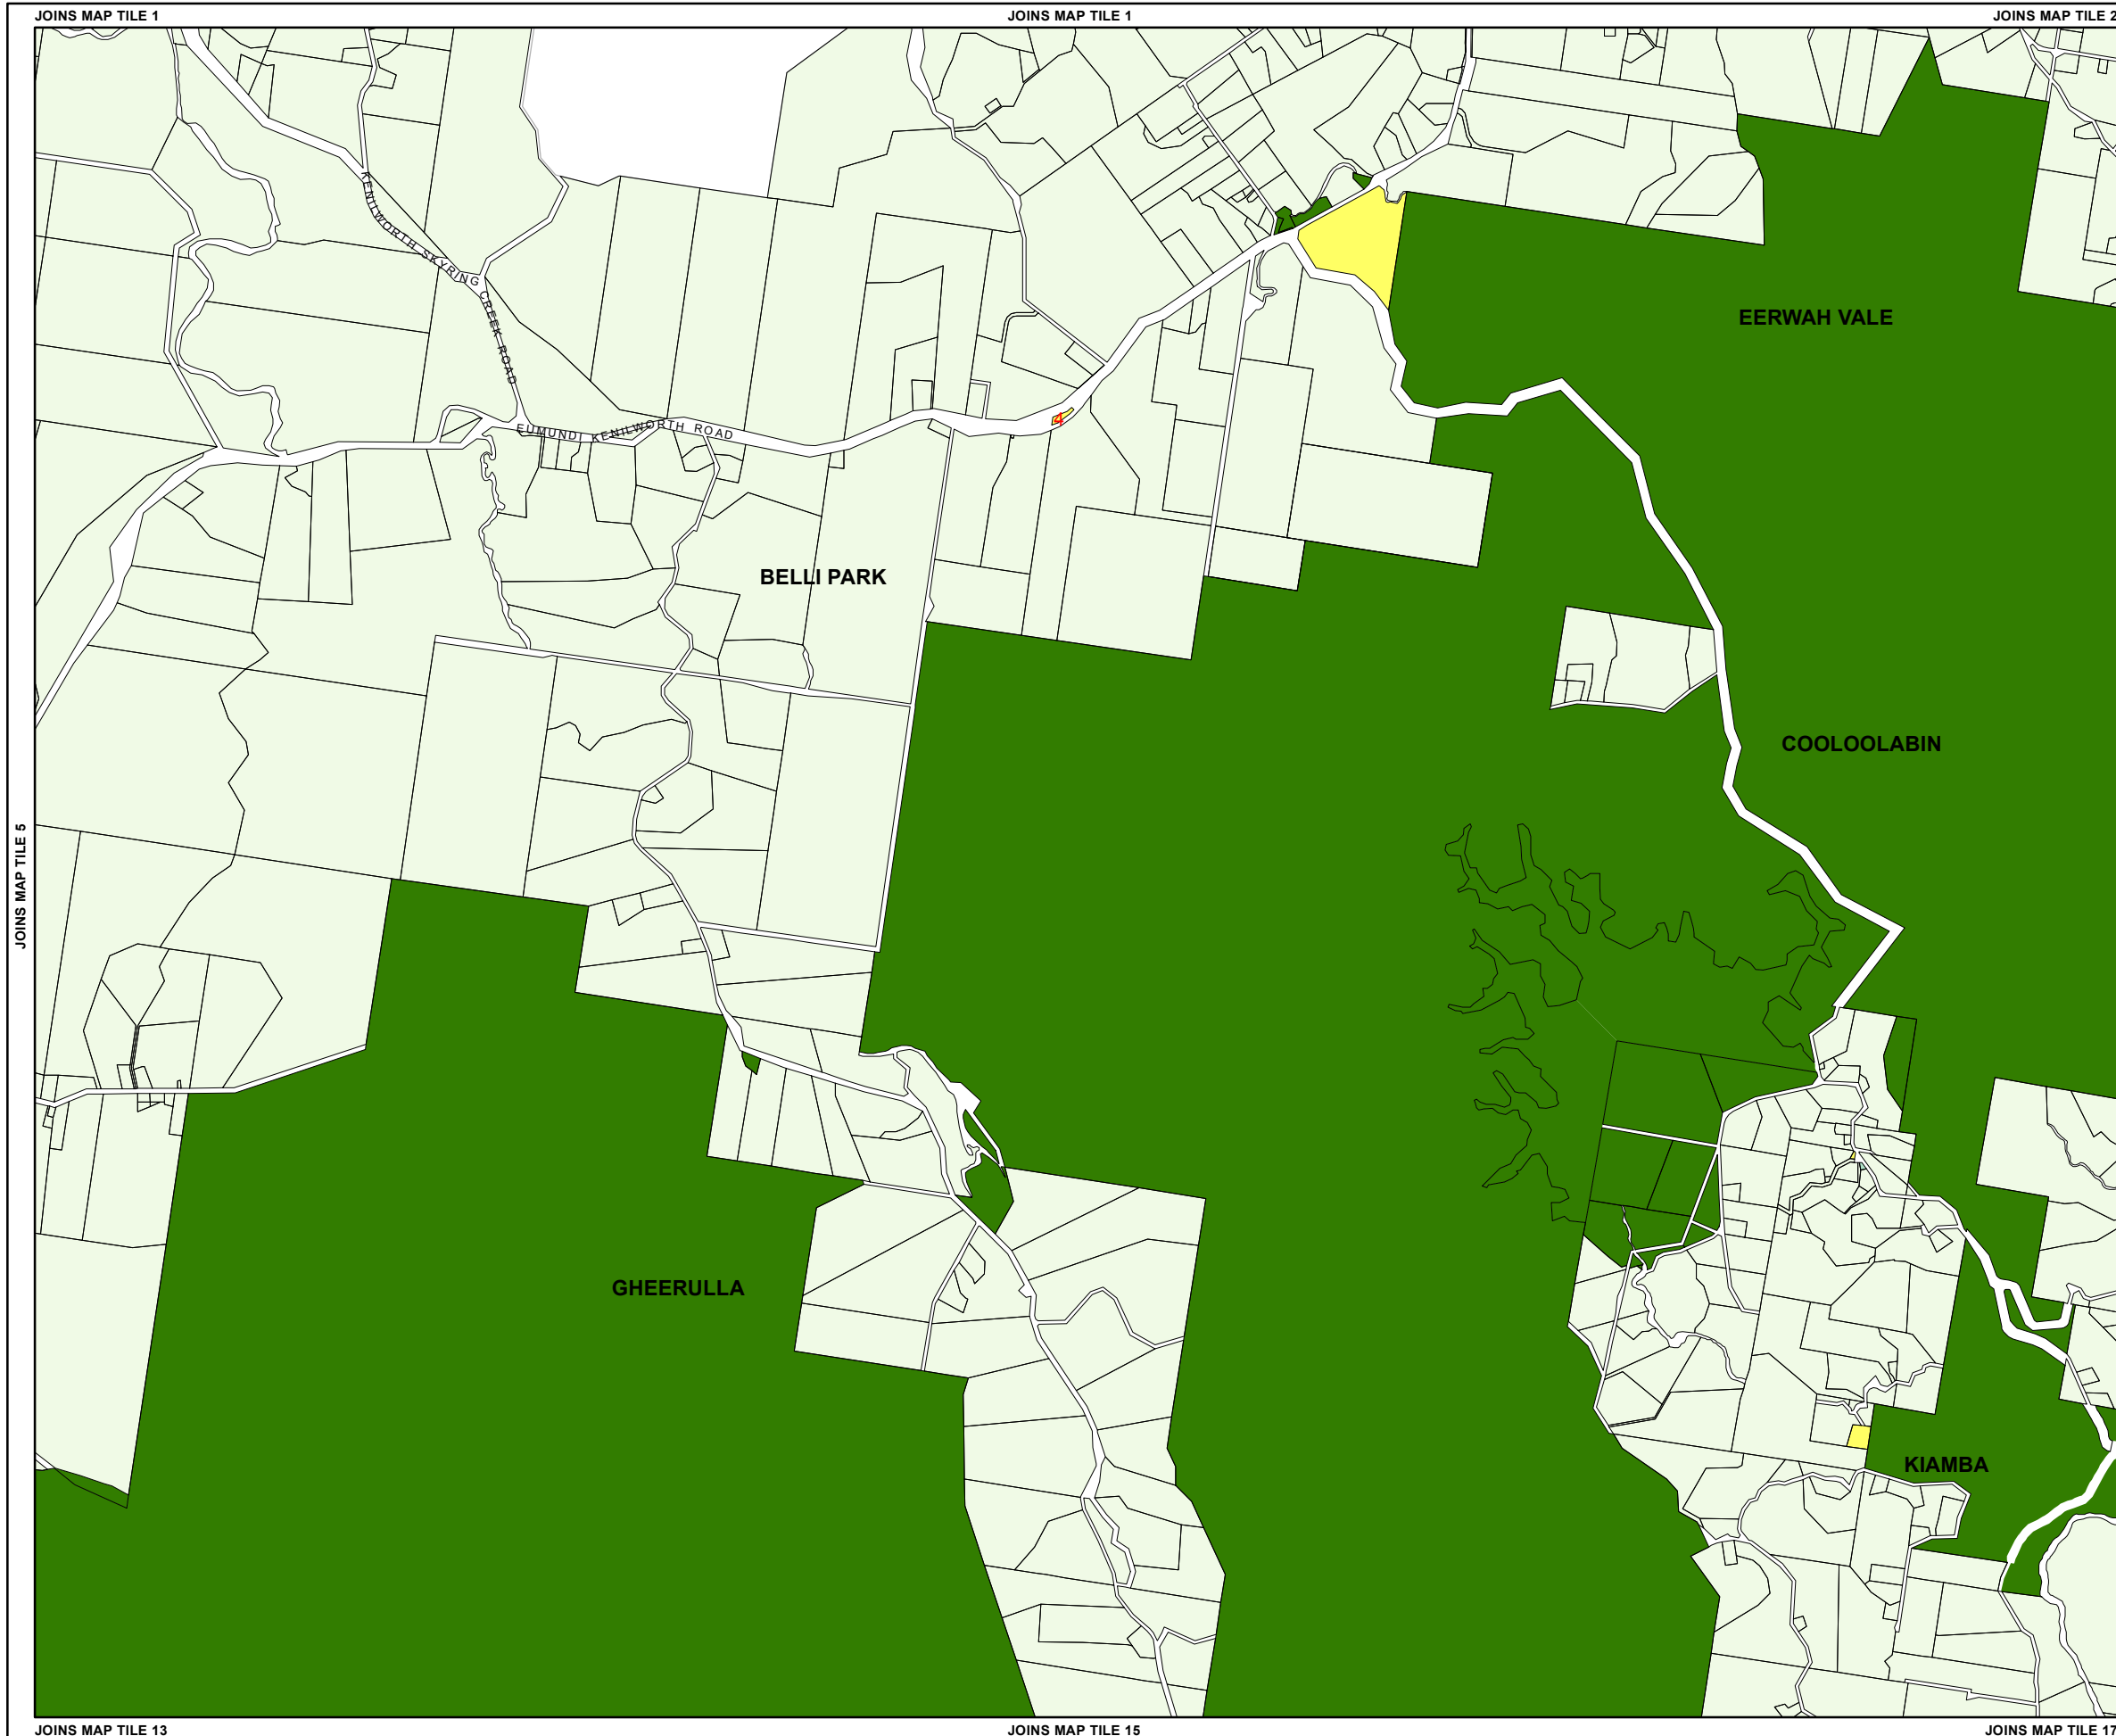 JOINS MAP TILE 1
JOINS MAP TILE 1
JOINS MAP TILE 2
KENILWORTH SKYRING CREEK ROAD
EERWAH VALE
4
EUMUNDI KENILWORTH ROAD
BELLI PARK
COOLOOLABIN
JOINS MAP TILE 5
GHEERULLA
KIAMBA
JOINS MAP TILE 13
JOINS MAP TILE 15
JOINS MAP TILE 17